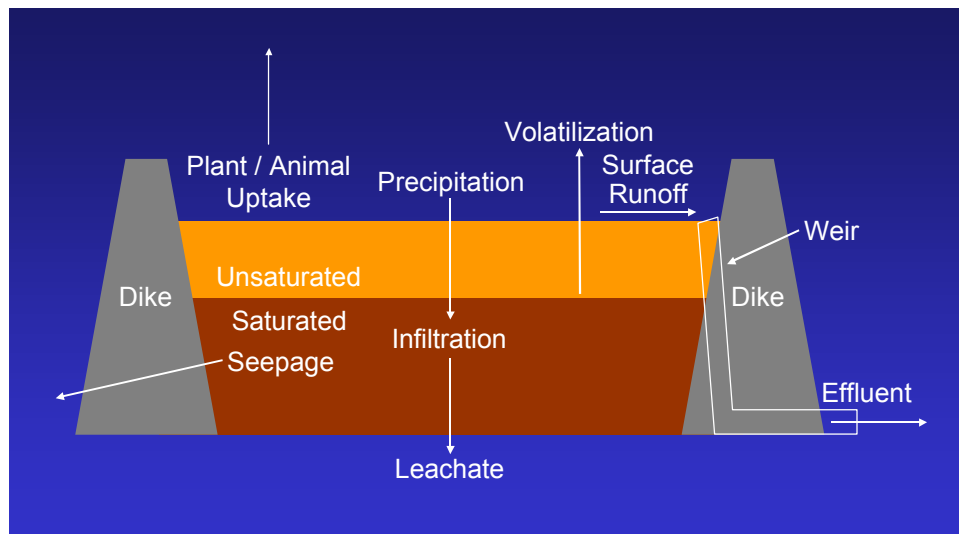 Volatilization
Plant / Animal
Uptake
Precipitation
Surface
Runoff
Weir
Unsaturated
Dike
Dike
Saturated
Infiltration
Seepage
Effluent
Leachate